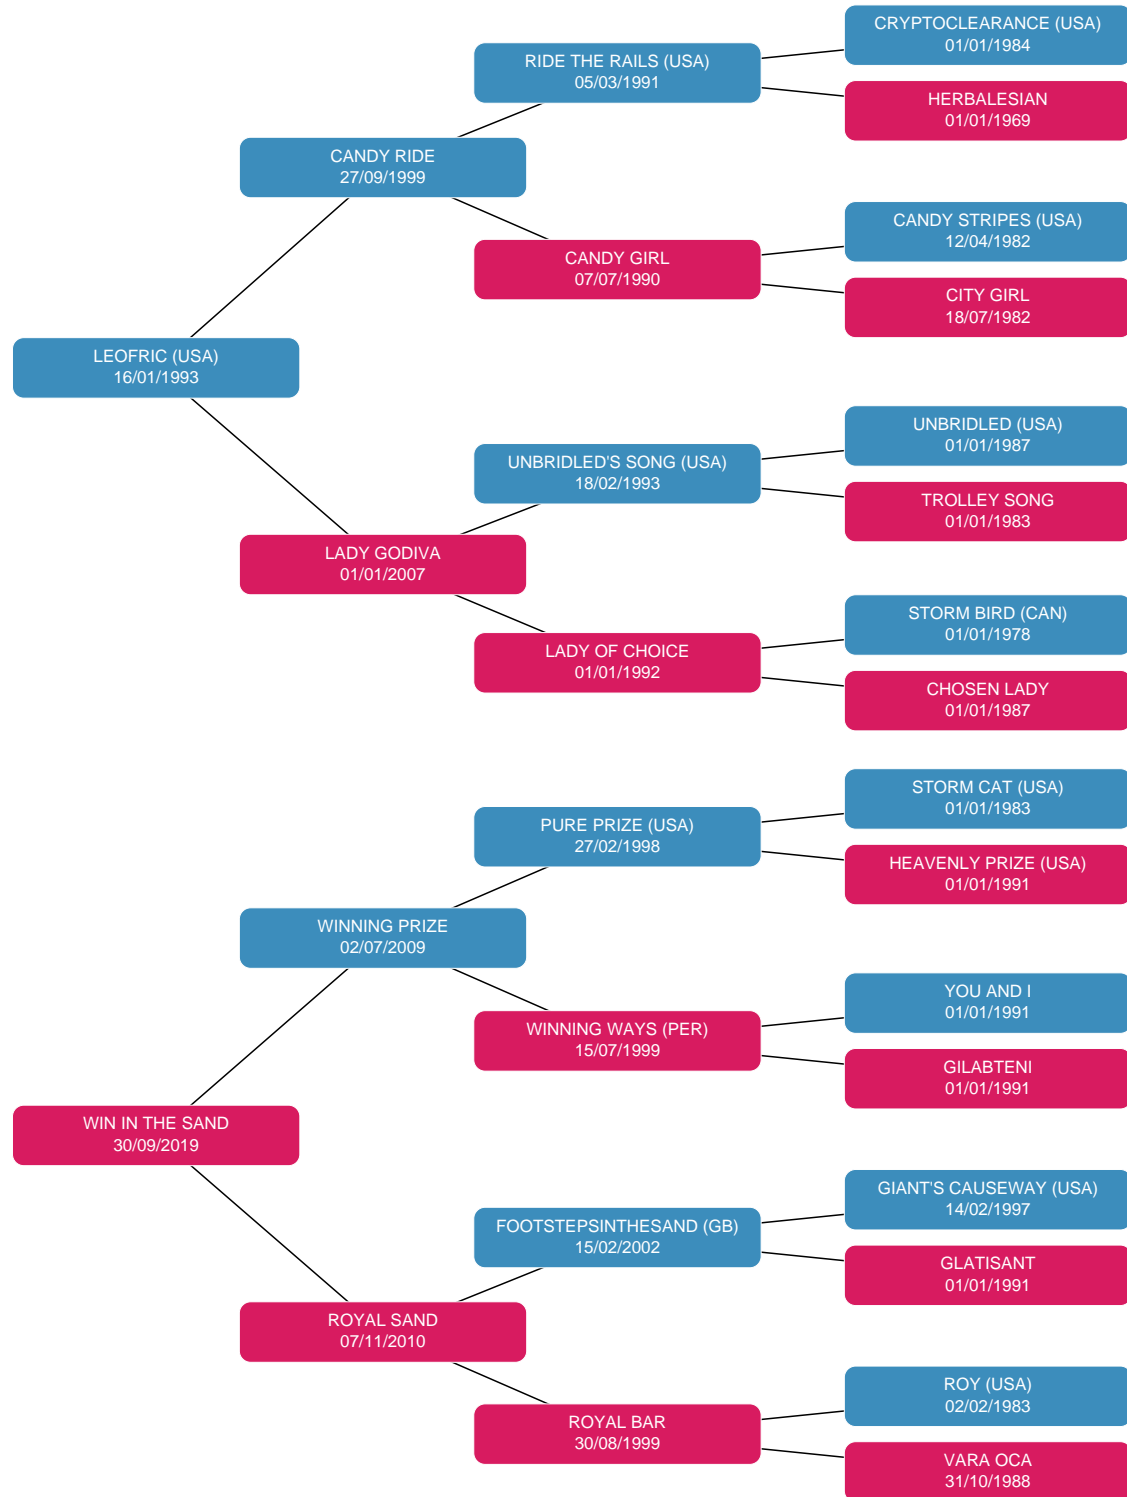 CRYPTOCLEARANCE (USA)
01/01/1984
RIDE THE RAILS (USA)
05/03/1991
HERBALESIAN
01/01/1969
CANDY RIDE
27/09/1999
CANDY STRIPES (USA)
12/04/1982
CANDY GIRL
07/07/1990
CITY GIRL
18/07/1982
LEOFRIC (USA)
16/01/1993
UNBRIDLED (USA)
01/01/1987
UNBRIDLED'S SONG (USA)
18/02/1993
TROLLEY SONG
01/01/1983
LADY GODIVA
01/01/2007
STORM BIRD (CAN)
01/01/1978
LADY OF CHOICE
01/01/1992
CHOSEN LADY
01/01/1987
STORM CAT (USA)
01/01/1983
PURE PRIZE (USA)
27/02/1998
HEAVENLY PRIZE (USA)
01/01/1991
WINNING PRIZE
02/07/2009
YOU AND I
01/01/1991
WINNING WAYS (PER)
15/07/1999
GILABTENI
01/01/1991
WIN IN THE SAND
30/09/2019
GIANT'S CAUSEWAY (USA)
14/02/1997
FOOTSTEPSINTHESAND (GB)
15/02/2002
GLATISANT
01/01/1991
ROYAL SAND
07/11/2010
ROY (USA)
02/02/1983
ROYAL BAR
30/08/1999
VARA OCA
31/10/1988